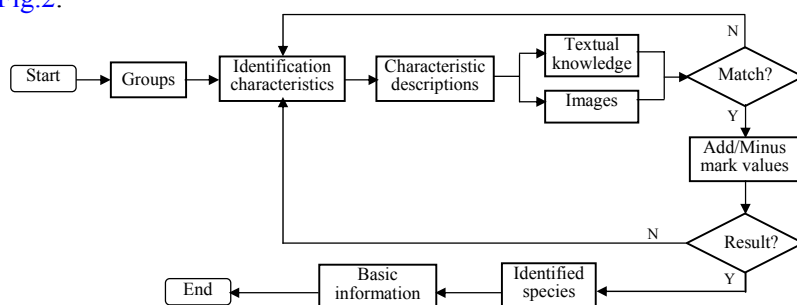 Fig.2.
N
Start
Groups
Identification
characteristics
Characteristic
descriptions
Textual
knowledge
Images
Match?
Y
Add/Minus
mark values
N
Result?
Y
End
Basic
information
Identified
species